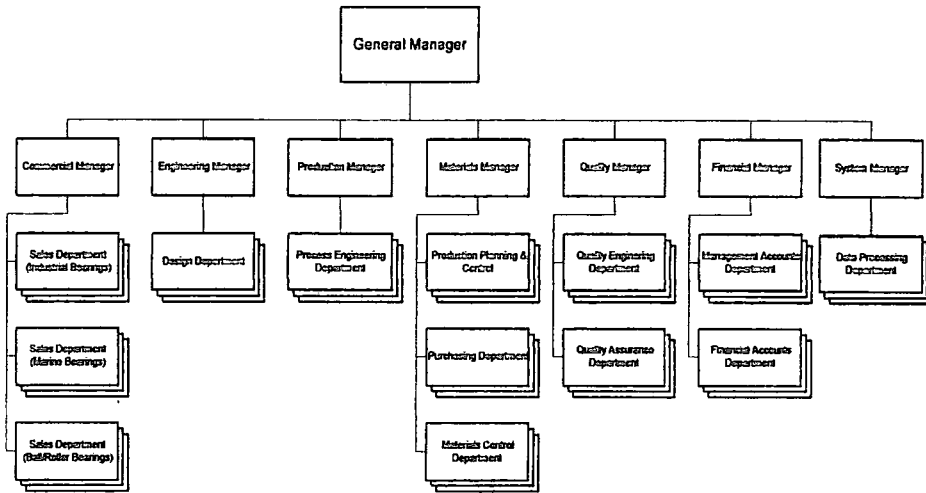 General Manager
Commercial Manager
Engineering Manager
Production Manager
Materials Manager
Quality Manager
Financial Manager
System Manager
Sales Department
(Industrial Bearings)
Design Department
Process Engineering
Department
Production Planning &
Control
Quality Enginering
Department
Management Accounts
Department
Data Processing
Department
Sales Department
(Marine Bearings)
Purchasing Department
Quality Assurance
Department
Financial Accounts
Department
Sales Department
(Ball/Roller Bearings)
Materials Control
Department